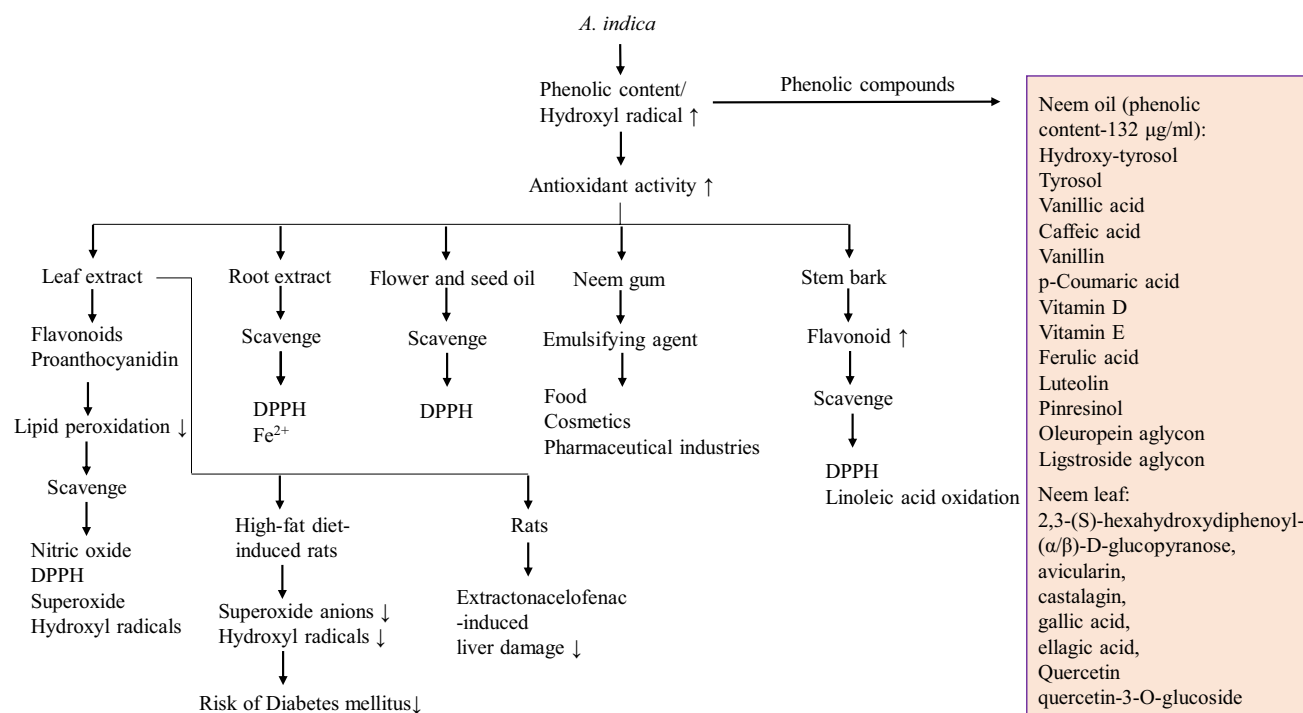 A. indica
Phenolic content/
Hydroxyl radical ↑
Phenolic compounds
Antioxidant activity ↑
Leaf extract
Flavonoids
Proanthocyanidin
Lipid peroxidation ↓
Scavenge
Nitric oxide
DPPH
Superoxide
Hydroxyl radicals
High-fat diet-
induced rats
Superoxide anions ↓
Hydroxyl radicals ↓
Risk of Diabetes mellitus↓
Rats
Extractonacelofenac
-induced
liver damage ↓
Root extract
Scavenge
DPPH
Fe²⁺
Flower and seed oil
Scavenge
DPPH
Neem gum
Emulsifying agent
Food
Cosmetics
Pharmaceutical industries
Stem bark
Flavonoid ↑
Scavenge
DPPH
Linoleic acid oxidation
Neem oil (phenolic
content-132 μg/ml):
Hydroxy-tyrosol
Tyrosol
Vanillic acid
Caffeic acid
Vanillin
p-Coumaric acid
Vitamin D
Vitamin E
Ferulic acid
Luteolin
Pinresinol
Oleuropein aglycon
Ligstroside aglycon
Neem leaf:
2,3-(S)-hexahydroxydiphenoyl-
(α/β)-D-glucopyranose,
avicularin,
castalagin,
gallic acid,
ellagic acid,
Quercetin
quercetin-3-O-glucoside